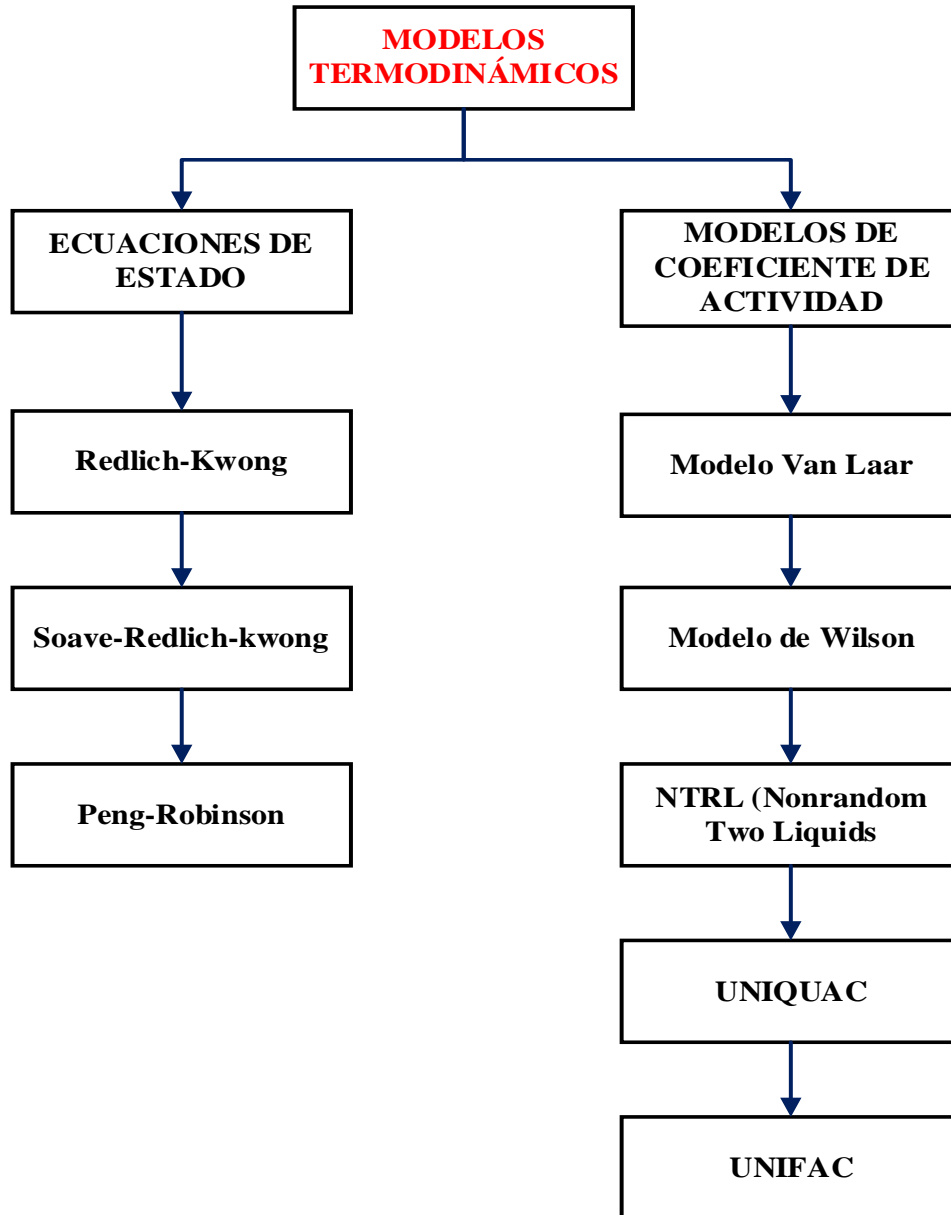 MODELOS
TERMODINÁMICOS
ECUACIONES DE
ESTADO
Redlich-Kwong
Soave-Redlich-kwong
Peng-Robinson
MODELOS DE
COEFICIENTE DE
ACTIVIDAD
Modelo Van Laar
Modelo de Wilson
NTRL (Nonrandom
Two Liquids
UNIQUAC
UNIFAC